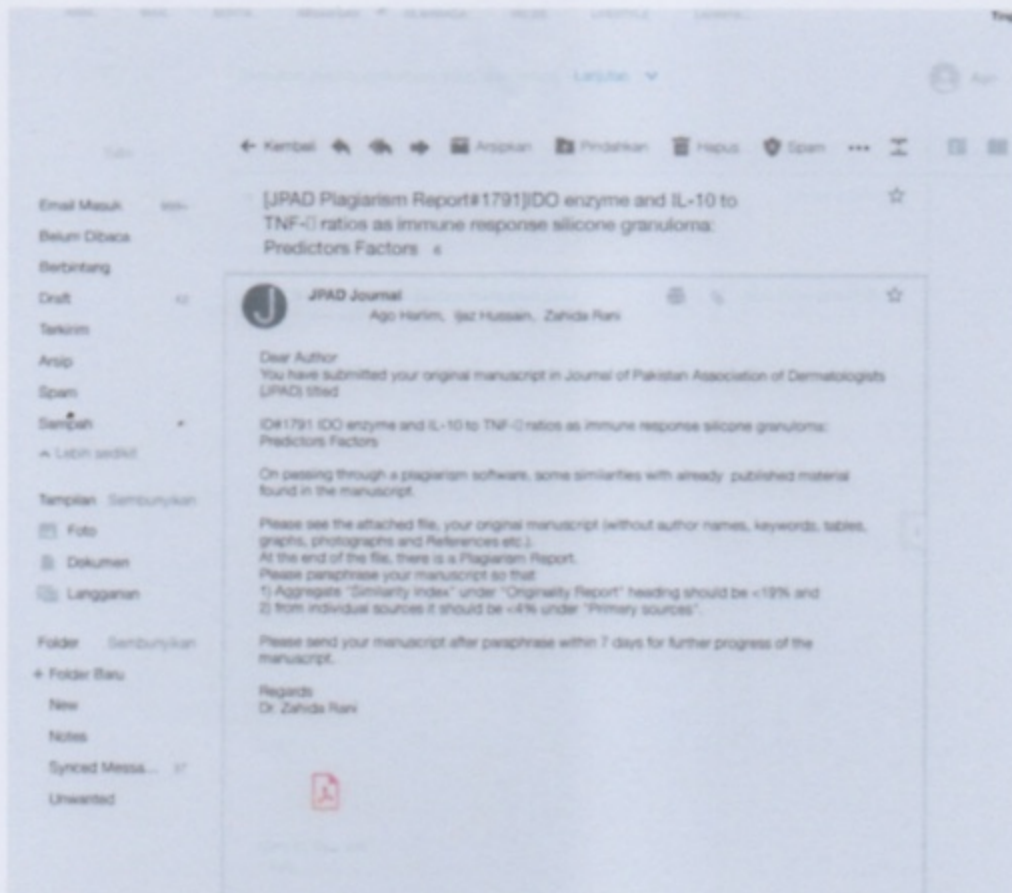 Lanjutan
← Kembali Arsipkan Pindahkan Hapus Spam •••
[JPAD Plagiarism Report#1791]IDO enzyme and IL-10 to
TNF-▯ ratios as immune response silicone granuloma:
Predictors Factors
Email Masuk
Belum Dibaca
Berbintang
Draft
Terkirim
Arsip
Spam
Sampah
Lebih sedikit
Tampilan Sembunyikan
Foto
Dokumen
Langganan
Folder Sembunyikan
+ Folder Baru
New
Notes
Synced Messa...
Unwanted
J
JPAD Journal
Ago Harlim, Ijaz Hussain, Zahida Rani
Dear Author
You have submitted your original manuscript in Journal of Pakistan Association of Dermatologists
(JPAD) titled
ID#1791 IDO enzyme and IL-10 to TNF-▯ ratios as immune response silicone granuloma:
Predictors Factors
On passing through a plagiarism software, some similarities with already published material
found in the manuscript.
Please see the attached file, your original manuscript (without author names, keywords, tables,
graphs, photographs and References etc.).
At the end of the file, there is a Plagiarism Report.
Please paraphrase your manuscript so that
1) Aggregate "Similarity Index" under "Originality Report" heading should be <19% and
2) from individual sources it should be <4% under "Primary sources".
Please send your manuscript after paraphrase within 7 days for further progress of the
manuscript.
Regards
Dr. Zahida Rani